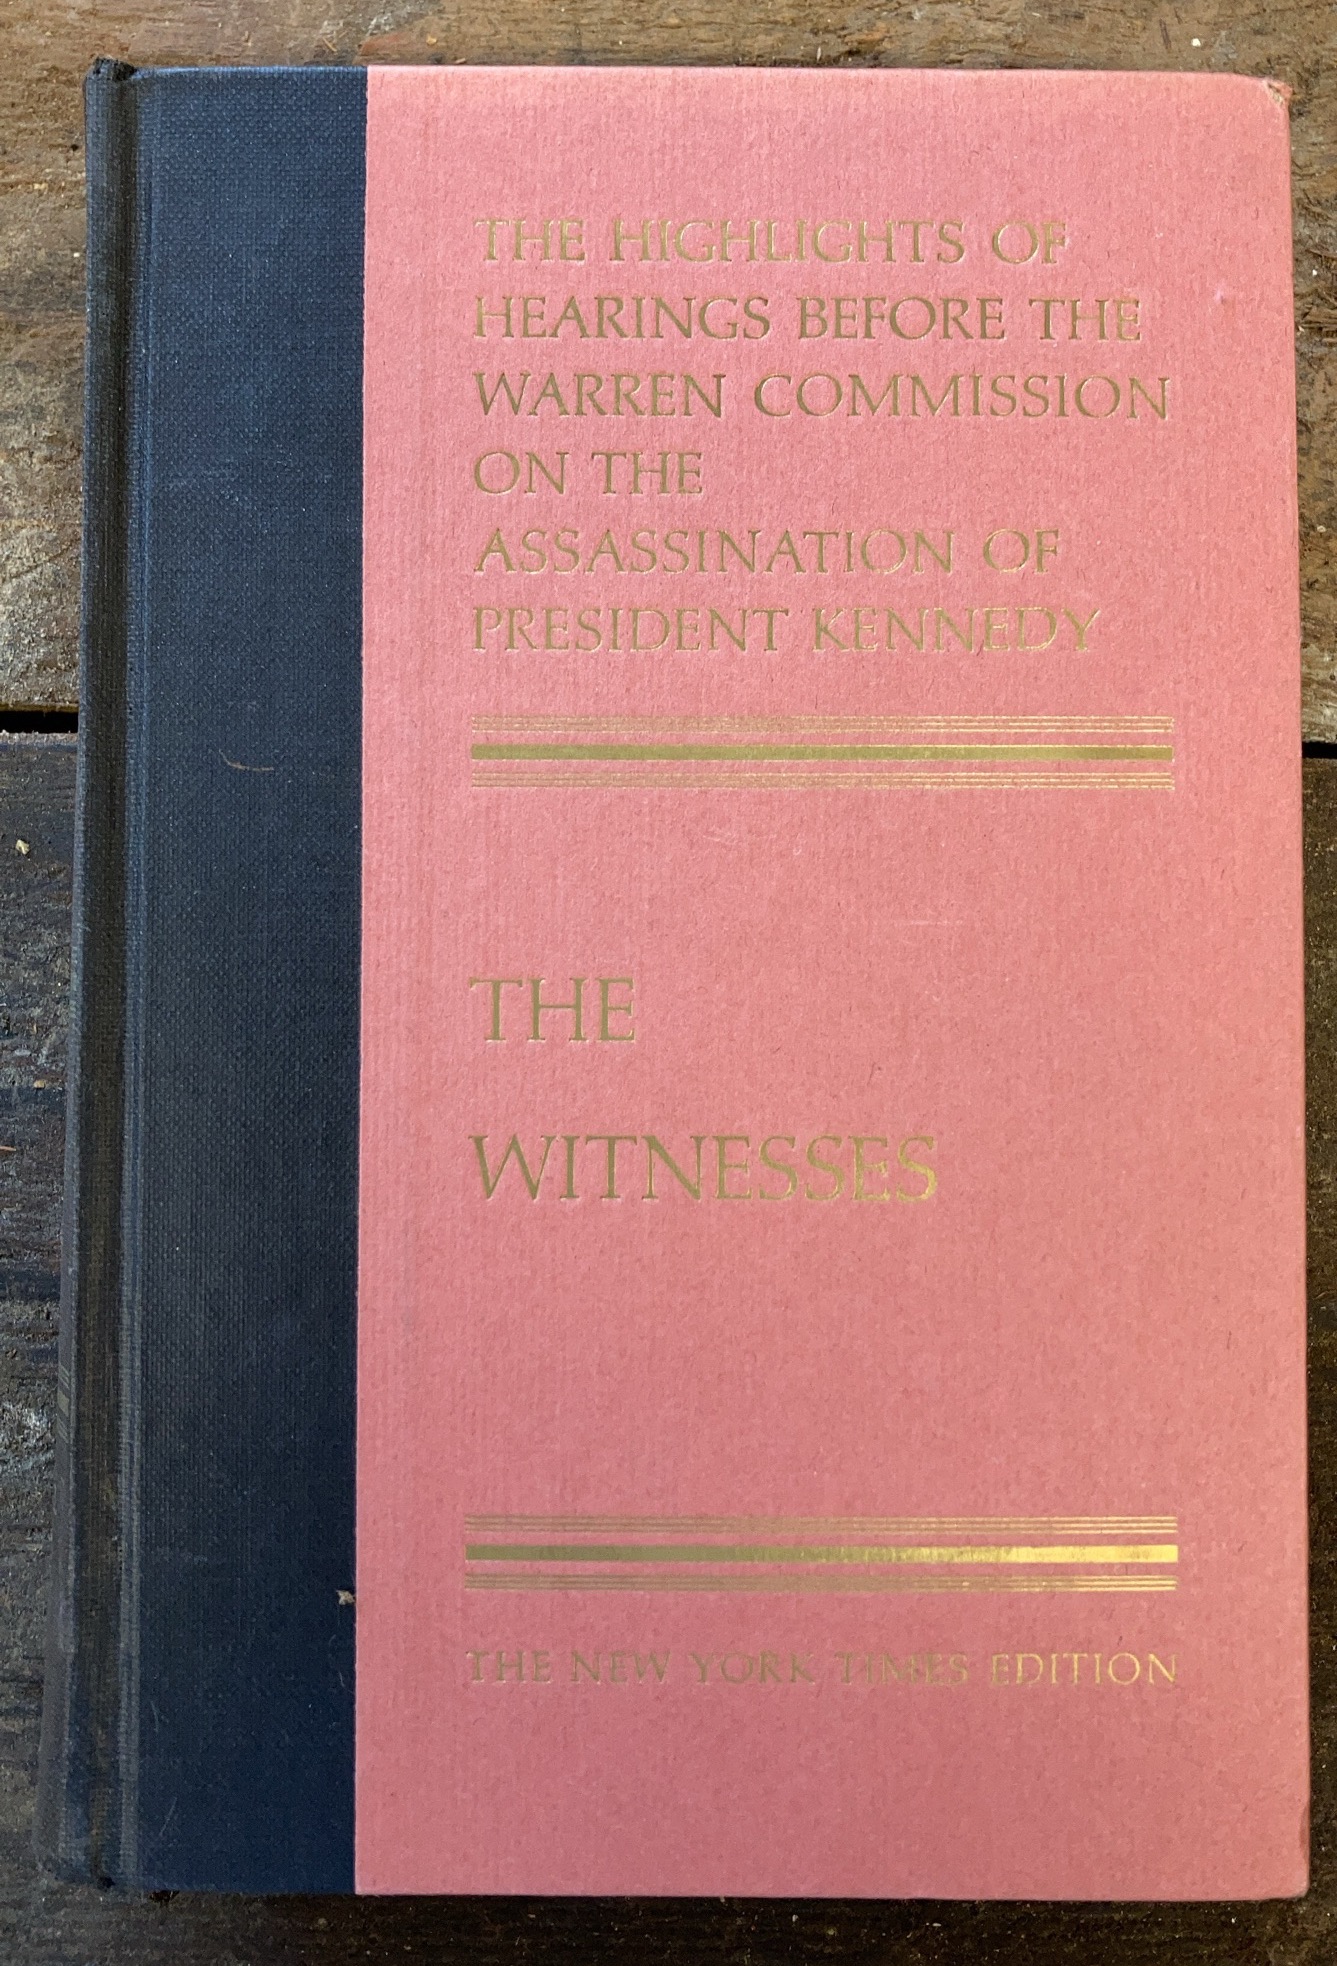 THE HIGHLIGHTS OF
HEARINGS BEFORE THE
WARREN COMMISSION
ON THE
ASSASSINATION OF
PRESIDENT KENNEDY
THE
WITNESSES
THE NEW YORK TIMES EDITION